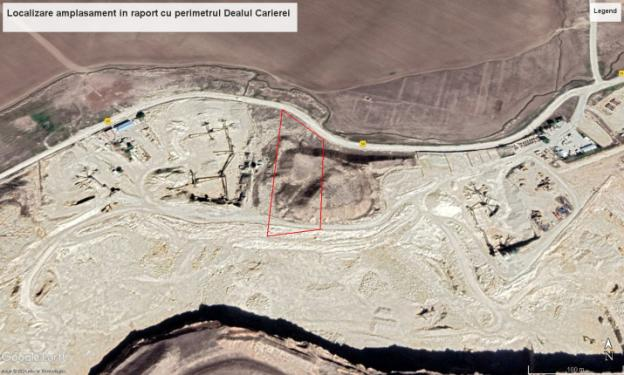 Localizare amplasament in raport cu perimetrul Dealul Carierei
Legend
Google Earth
N
100 m